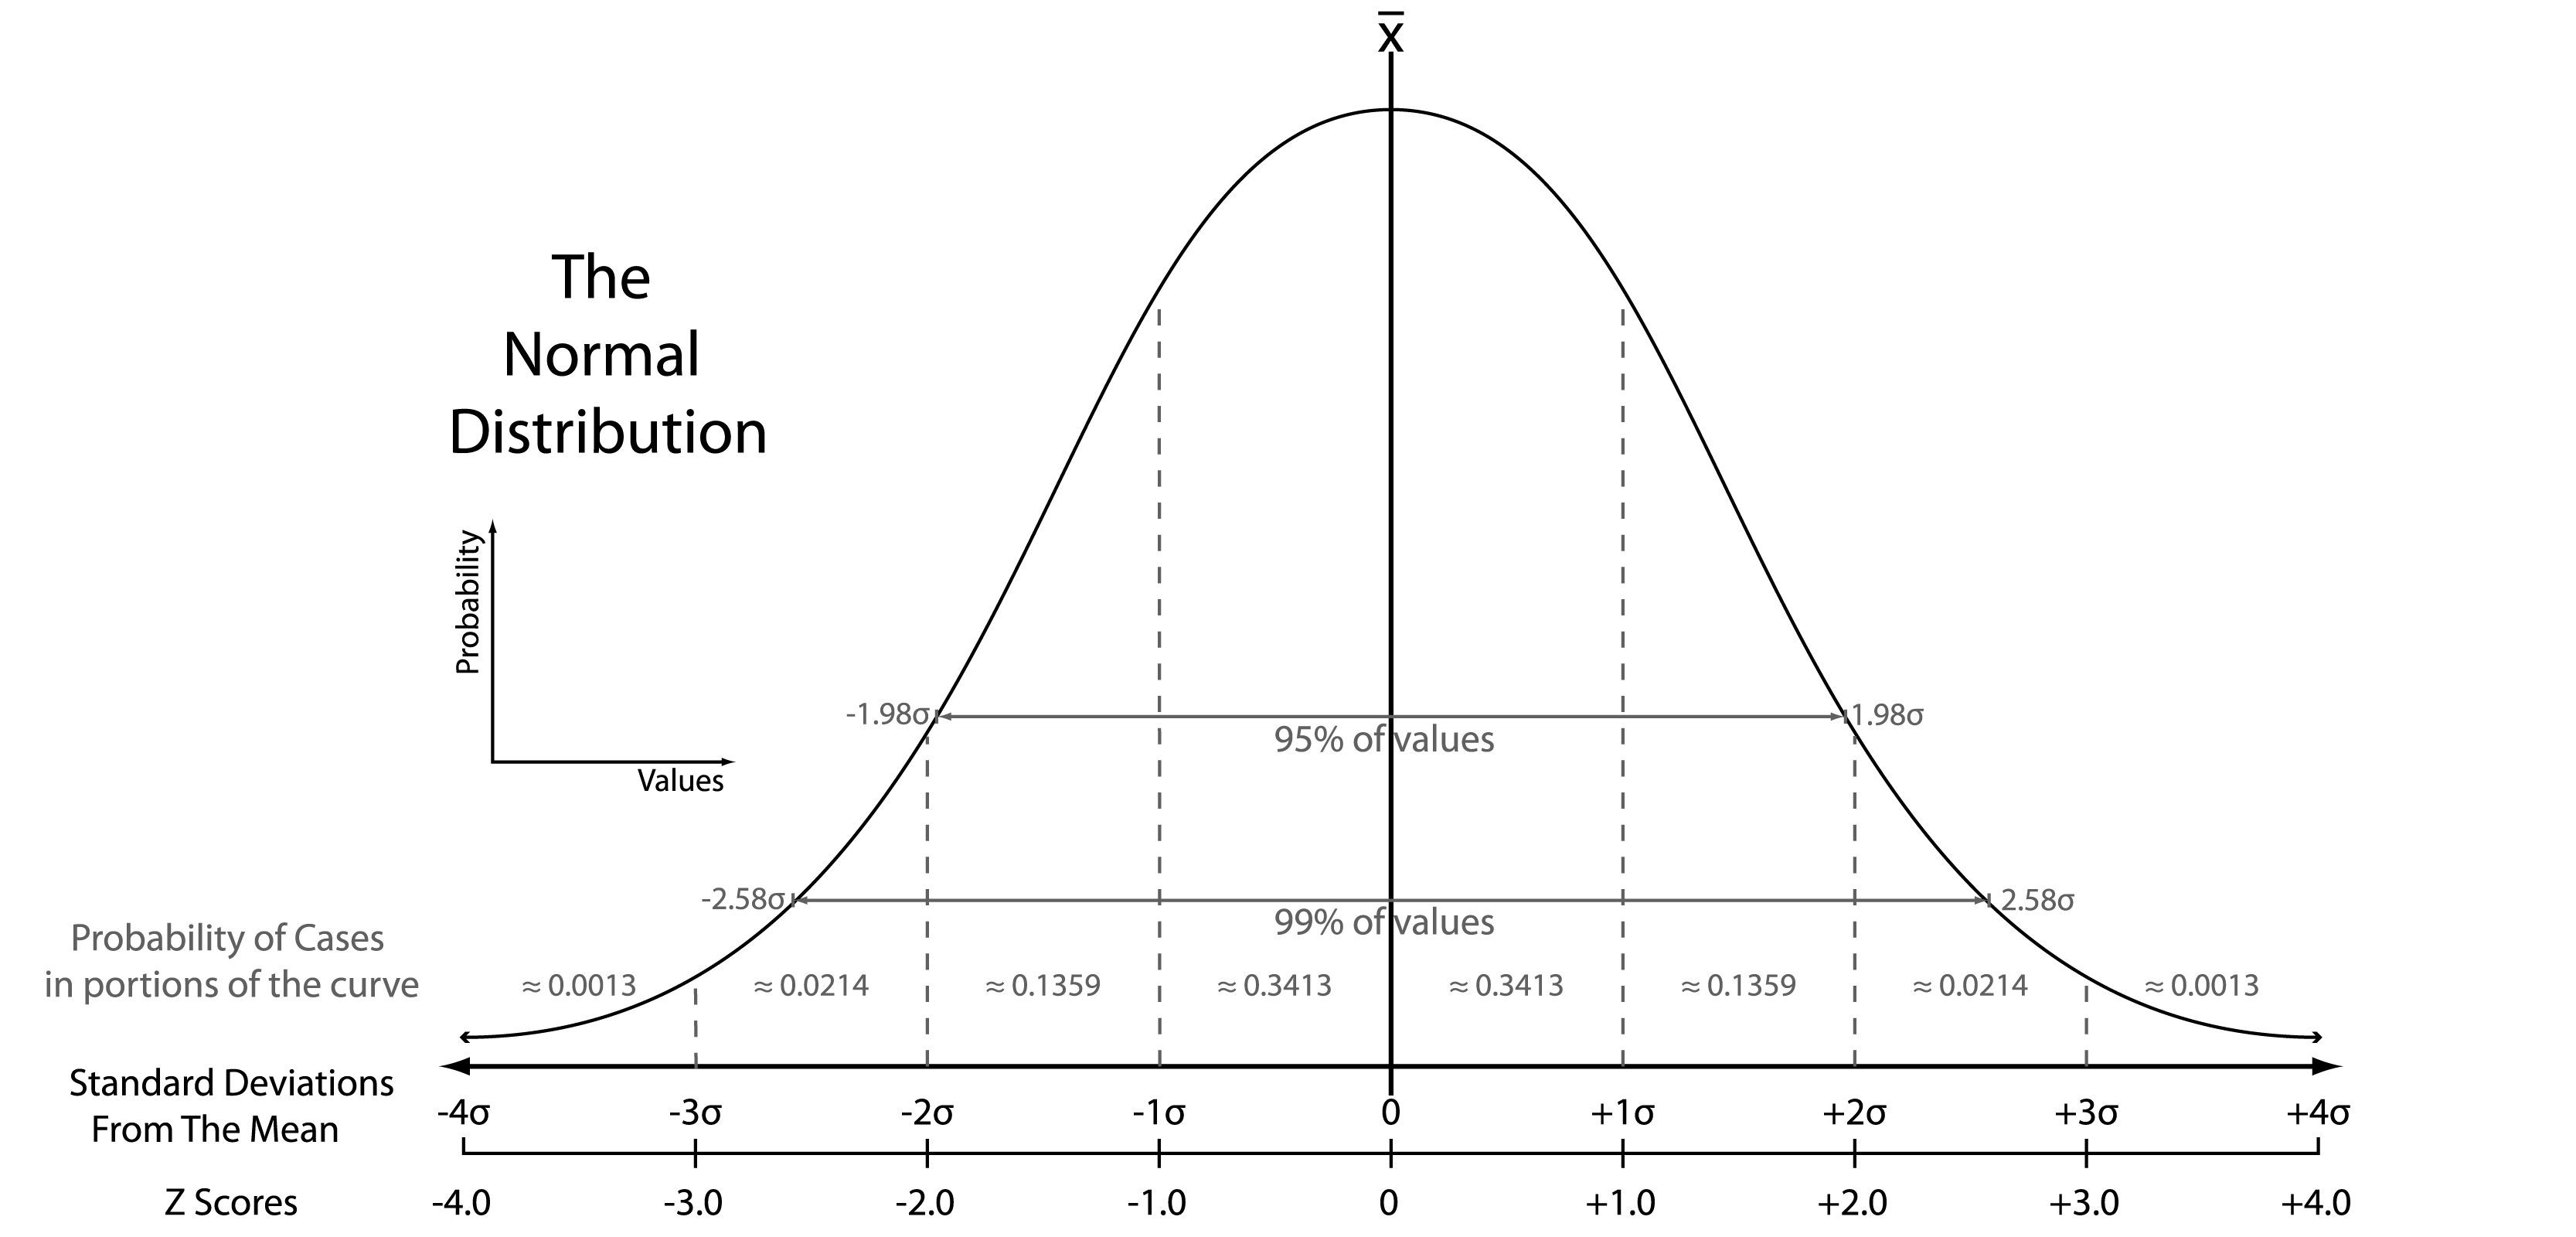 x̄
The
Normal
Distribution
Probability
Values
-1.98σ 1.98σ
95% of values
-2.58σ 2.58σ
99% of values
Probability of Cases
in portions of the curve
≈ 0.0013 ≈ 0.0214 ≈ 0.1359 ≈ 0.3413 ≈ 0.3413 ≈ 0.1359 ≈ 0.0214 ≈ 0.0013
Standard Deviations
From The Mean
-4σ -3σ -2σ -1σ 0 +1σ +2σ +3σ +4σ
Z Scores
-4.0 -3.0 -2.0 -1.0 0 +1.0 +2.0 +3.0 +4.0